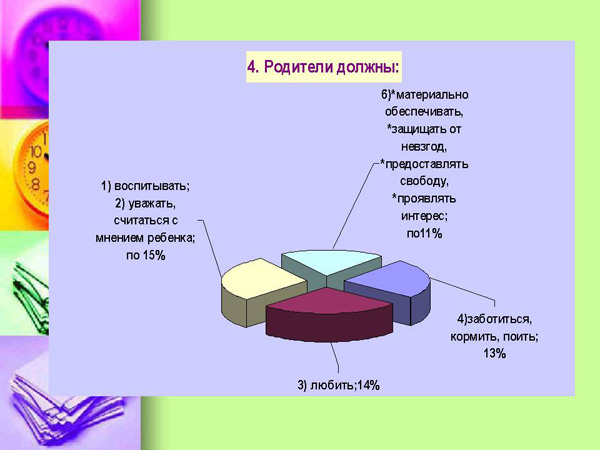 4. Родители должны:
6)*материально
обеспечивать,
*защищать от
невзгод,
*предоставлять
свободу,
*проявлять
интерес;
по11%
1) воспитывать;
2) уважать,
считаться с
мнением ребенка;
по 15%
4)заботиться,
кормить, поить;
13%
3) любить;14%